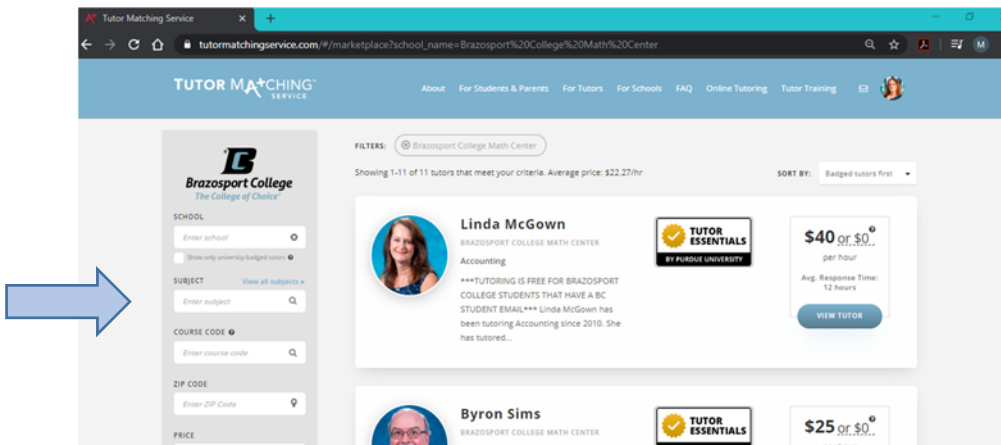 Tutor Matching Service
tutormatchingservice.com/#/marketplace?school_name=Brazosport%20College%20Math%20Center
M
TUTOR MA+CHING
SERVICE
About For Students & Parents For Tutors For Schools FAQ Online Tutoring Tutor Training
BC
Brazosport College
The College of Choice
SCHOOL
Enter school
Show only university badged tutors
SUBJECT View all subjects »
Enter subject
COURSE CODE
Enter course code
ZIP CODE
Enter ZIP Code
PRICE
FILTERS: Brazosport College Math Center
Showing 1-11 of 11 tutors that meet your criteria. Average price: $22.27/hr
SORT BY: Badged tutors first
Linda McGown
BRAZOSPORT COLLEGE MATH CENTER
Accounting
***TUTORING IS FREE FOR BRAZOSPORT
COLLEGE STUDENTS THAT HAVE A BC
STUDENT EMAIL*** Linda McGown has
been tutoring Accounting since 2010. She
has tutored...
TUTOR
ESSENTIALS
BY PURDUE UNIVERSITY
$40 or $0
per hour
Avg. Response Time:
12 hours
VIEW TUTOR
Byron Sims
BRAZOSPORT COLLEGE MATH CENTER
TUTOR
ESSENTIALS
$25 or $0